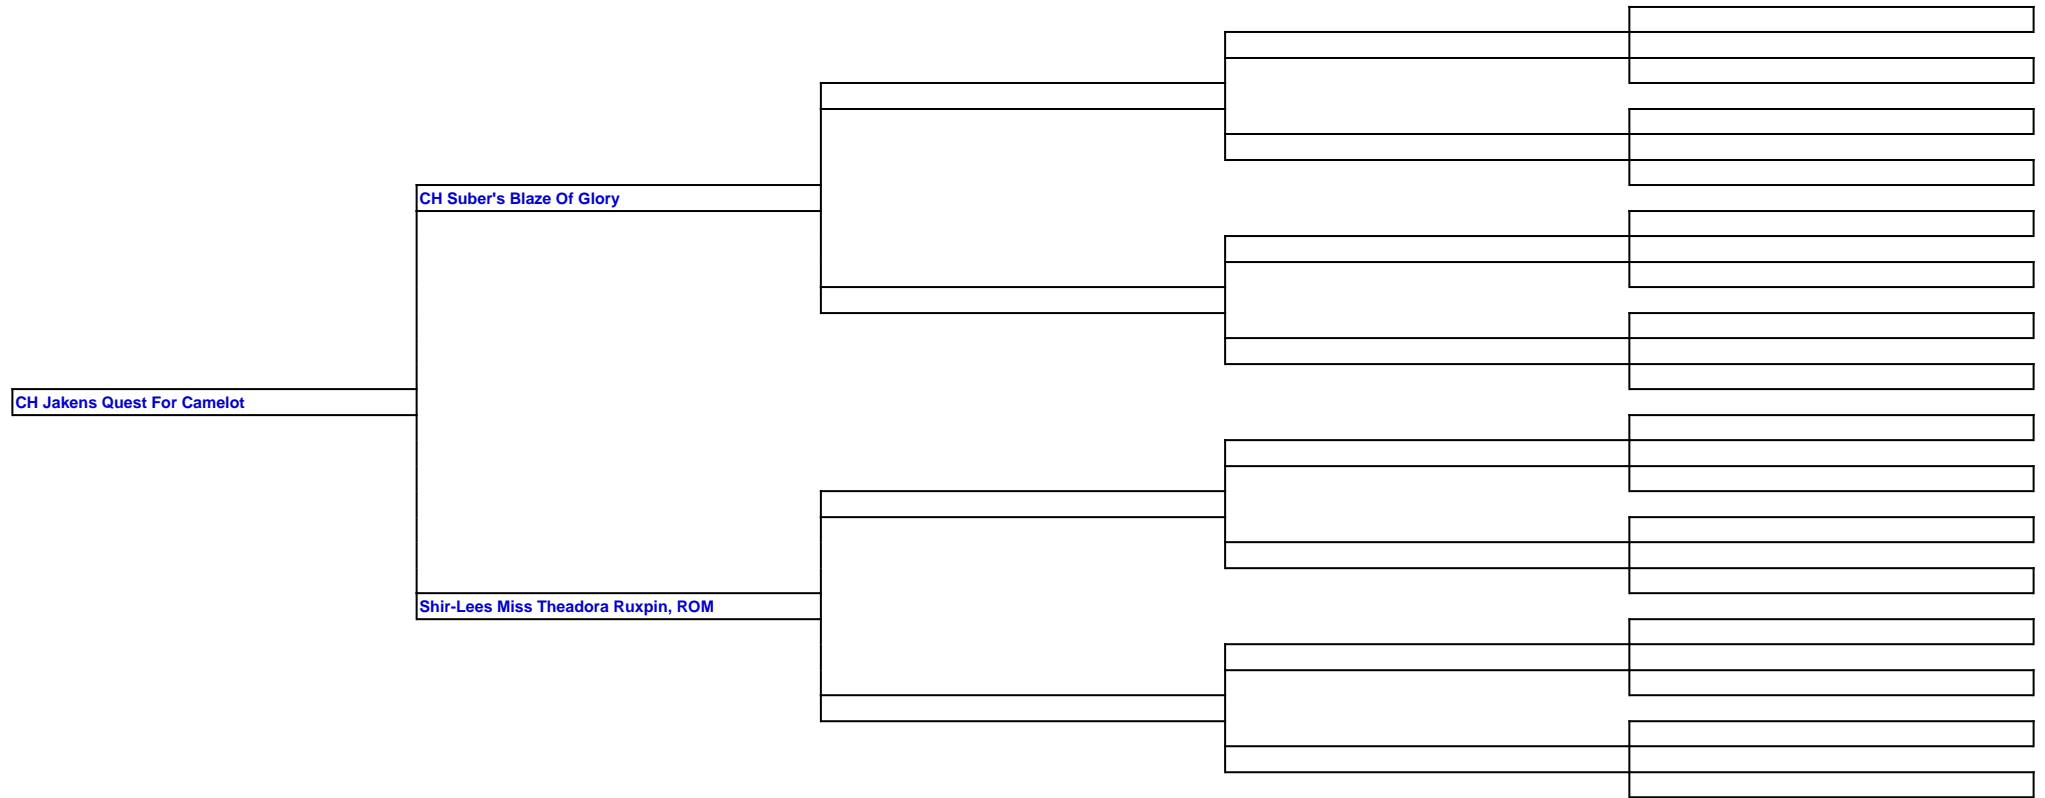 CH Suber's Blaze Of Glory
CH Jakens Quest For Camelot
Shir-Lees Miss Theadora Ruxpin, ROM